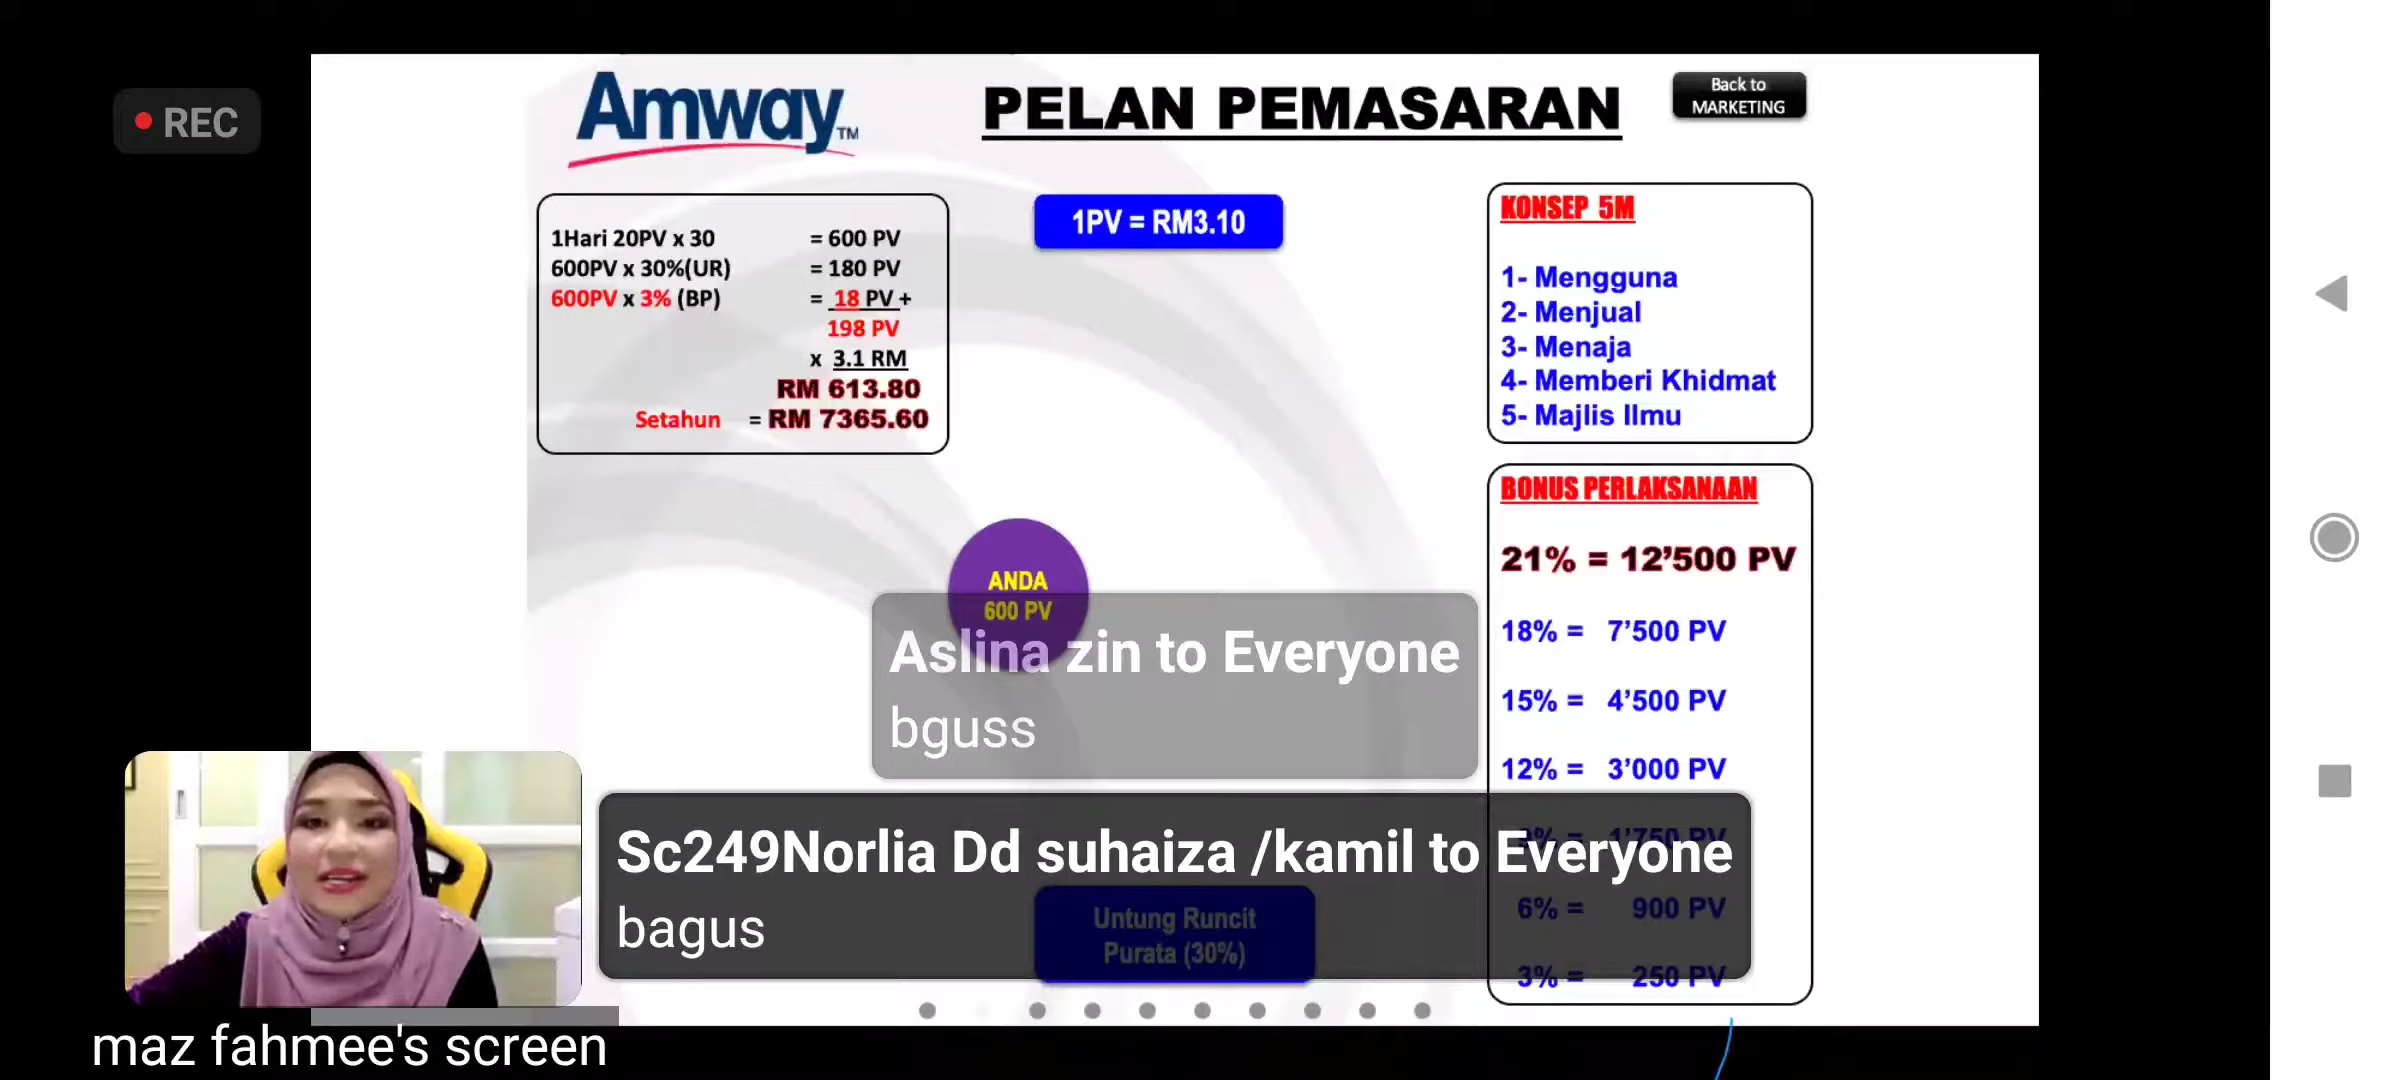 REC
Amway TM
PELAN PEMASARAN
Back to
MARKETING
1Hari 20PV x 30 = 600 PV
600PV x 30%(UR) = 180 PV
600PV x 3% (BP) = 18 PV +
198 PV
x 3.1 RM
RM 613.80
Setahun = RM 7365.60
1PV = RM3.10
KONSEP 5M
1- Mengguna
2- Menjual
3- Menaja
4- Memberi Khidmat
5- Majlis Ilmu
ANDA
600 PV
BONUS PERLAKSANAAN
21% = 12’500 PV
18% = 7’500 PV
15% = 4’500 PV
12% = 3’000 PV
9% = 1’750 PV
6% = 900 PV
3% = 250 PV
Aslina zin to Everyone
bguss
Sc249Norlia Dd suhaiza /kamil to Everyone
bagus
Untung Runcit
Purata (30%)
maz fahmee's screen